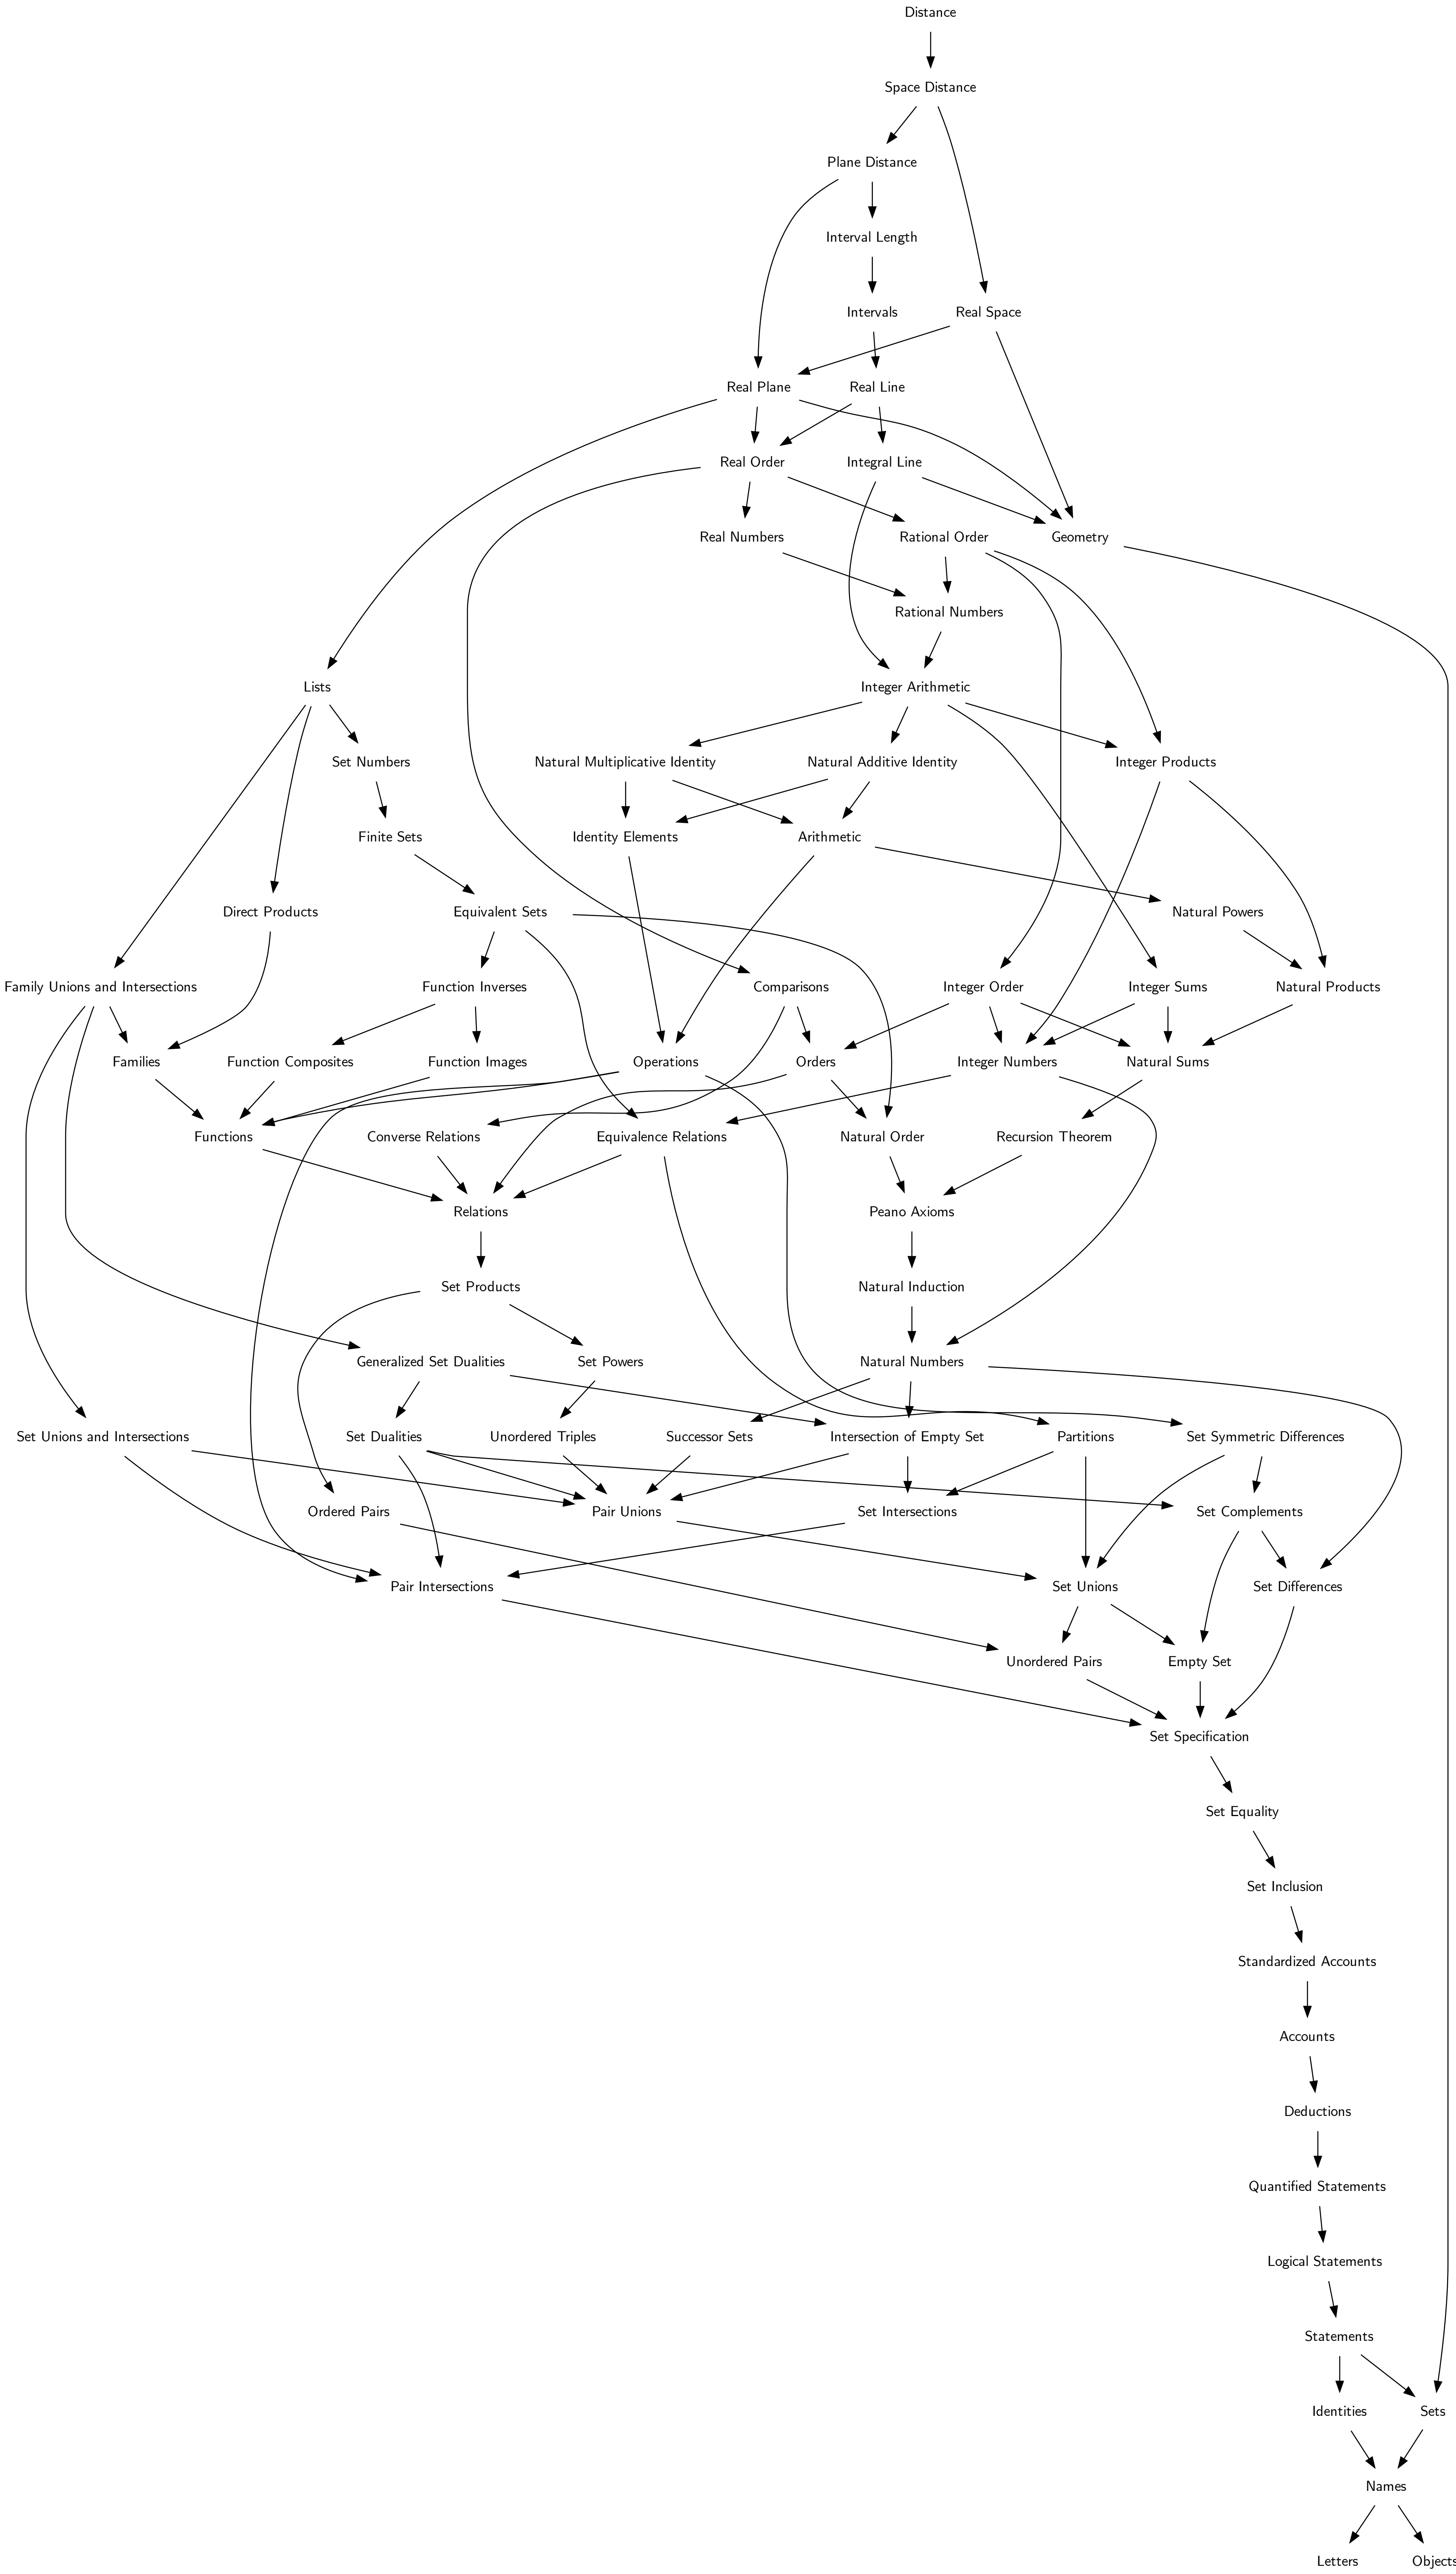 Distance
Space Distance
Plane Distance
Interval Length
Intervals
Real Space
Real Plane
Real Line
Real Order
Integral Line
Real Numbers
Rational Order
Geometry
Rational Numbers
Lists
Integer Arithmetic
Set Numbers
Natural Multiplicative Identity
Natural Additive Identity
Integer Products
Finite Sets
Identity Elements
Arithmetic
Direct Products
Equivalent Sets
Natural Powers
Family Unions and Intersections
Function Inverses
Comparisons
Integer Order
Integer Sums
Natural Products
Families
Function Composites
Function Images
Operations
Orders
Integer Numbers
Natural Sums
Functions
Converse Relations
Equivalence Relations
Natural Order
Recursion Theorem
Relations
Peano Axioms
Set Products
Natural Induction
Generalized Set Dualities
Set Powers
Natural Numbers
Set Unions and Intersections
Set Dualities
Unordered Triples
Successor Sets
Intersection of Empty Set
Partitions
Set Symmetric Differences
Ordered Pairs
Pair Unions
Set Intersections
Set Complements
Pair Intersections
Set Unions
Set Differences
Unordered Pairs
Empty Set
Set Specification
Set Equality
Set Inclusion
Standardized Accounts
Accounts
Deductions
Quantified Statements
Logical Statements
Statements
Identities
Sets
Names
Letters
Objects